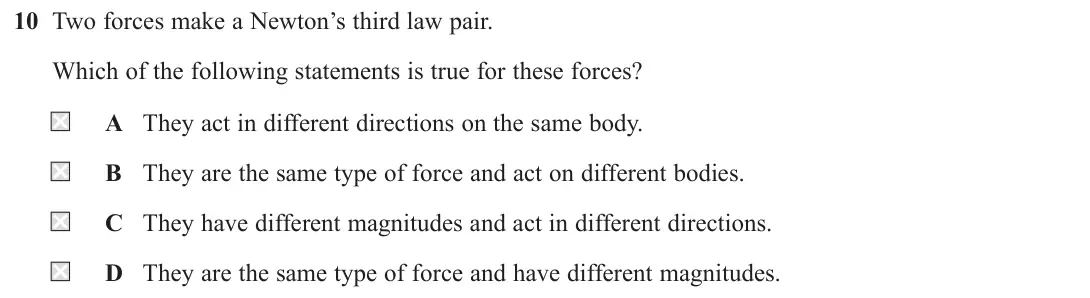 10 Two forces make a Newton’s third law pair.
Which of the following statements is true for these forces?
A They act in different directions on the same body.
B They are the same type of force and act on different bodies.
C They have different magnitudes and act in different directions.
D They are the same type of force and have different magnitudes.